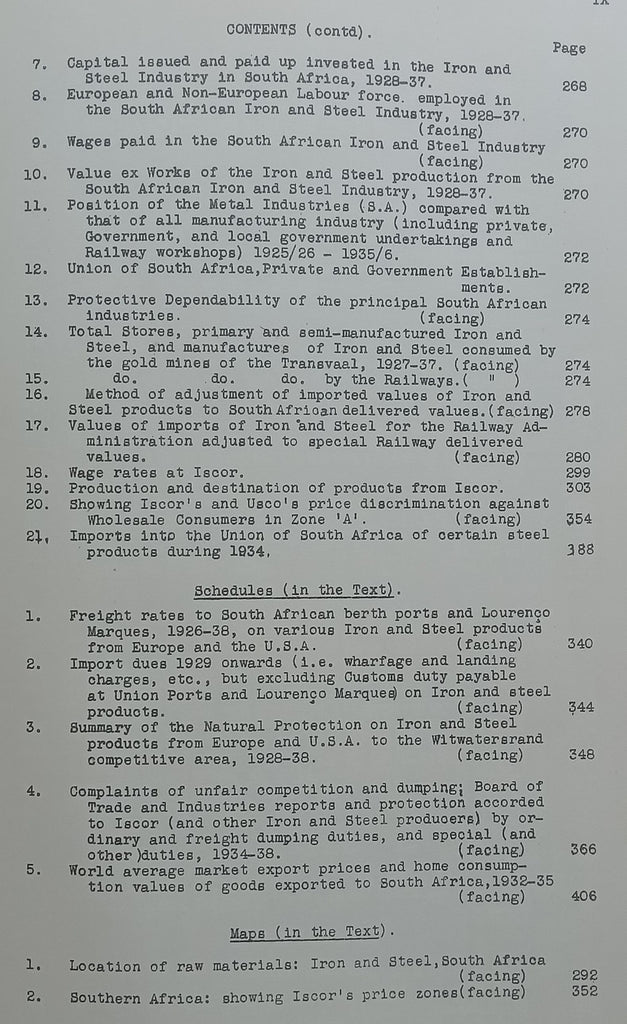 IX
CONTENTS (contd).
Page
7. Capital issued and paid up invested in the Iron and
Steel Industry in South Africa, 1928-37. 268
8. European and Non-European Labour force. employed in
the South African Iron and Steel Industry, 1928-37.
(facing) 270
9. Wages paid in the South African Iron and Steel Industry
(facing) 270
10. Value ex Works of the Iron and Steel production from the
South African Iron and Steel Industry, 1928-37. 270
11. Position of the Metal Industries (S.A.) compared with
that of all manufacturing industry (including private,
Government, and local government undertakings and
Railway workshops) 1925/26 - 1935/6. 272
12. Union of South Africa,Private and Government Establish-
ments. 272
13. Protective Dependability of the principal South African
industries. (facing) 274
14. Total Stores, primary and semi-manufactured Iron and
Steel, and manufactures of Iron and Steel consumed by
the gold mines of the Transvaal, 1927-37. (facing) 274
15. do. do. do. by the Railways.( " ) 274
16. Method of adjustment of imported values of Iron and
Steel products to South African delivered values.(facing) 278
17. Values of imports of Iron and Steel for the Railway Ad-
ministration adjusted to special Railway delivered
values. (facing) 280
18. Wage rates at Iscor. 299
19. Production and destination of products from Iscor. 303
20. Showing Iscor's and Usco's price discrimination against
Wholesale Consumers in Zone 'A'. (facing) 354
21. Imports into the Union of South Africa of certain steel
products during 1934. 388
Schedules (in the Text).
1. Freight rates to South African berth ports and Lourenço
Marques, 1926-38, on various Iron and Steel products
from Europe and the U.S.A. (facing) 340
2. Import dues 1929 onwards (i.e. wharfage and landing
charges, etc., but excluding Customs duty payable
at Union Ports and Lourenço Marques) on Iron and steel
products. (facing) 344
3. Summary of the Natural Protection on Iron and Steel
products from Europe and U.S.A. to the Witwatersrand
competitive area, 1928-38. (facing) 348
4. Complaints of unfair competition and dumping; Board of
Trade and Industries reports and protection accorded
to Iscor (and other Iron and Steel producers) by or-
dinary and freight dumping duties, and special (and
other )duties, 1934-38. (facing) 366
5. World average market export prices and home consump-
tion values of goods exported to South Africa,1932-35
(facing) 406
Maps (in the Text).
1. Location of raw materials: Iron and Steel,South Africa
(facing) 292
2. Southern Africa: showing Iscor's price zones(facing) 352